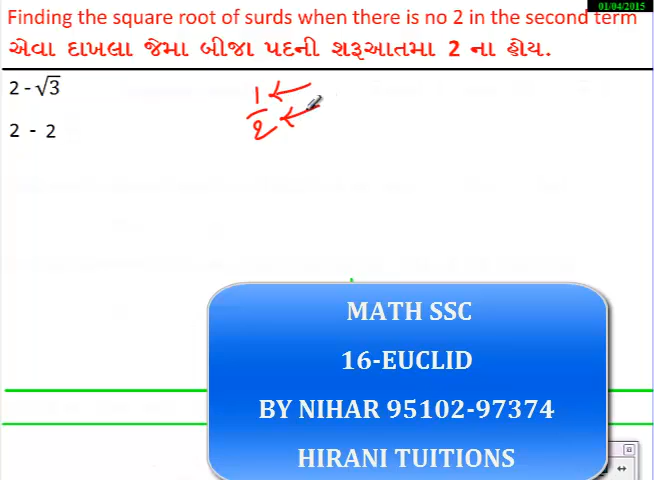 01/04/2015
Finding the square root of surds when there is no 2 in the second term
એવા દાખલા જેમા બીજા પદની શરૂઆતમા 2 ના હોય.
2 - √3
2 - 2
1
2
MATH SSC
16-EUCLID
BY NIHAR 95102-97374
HIRANI TUITIONS